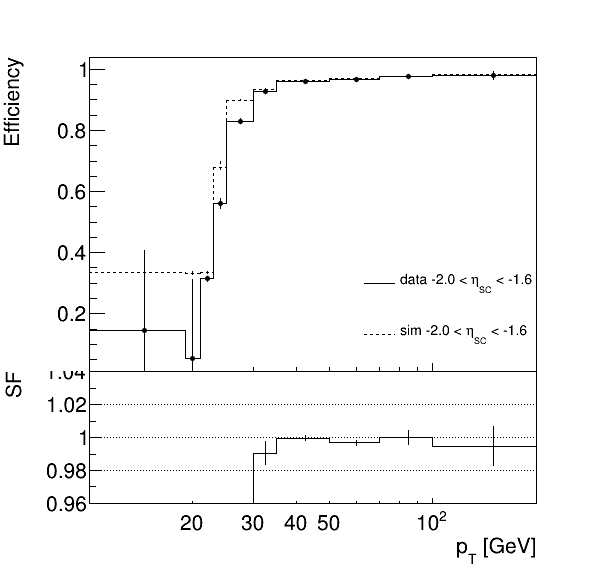 Efficiency
1
0.8
0.6
0.4
0.2
data -2.0 < η_SC < -1.6
sim -2.0 < η_SC < -1.6
SF
1.04
1.02
1
0.98
0.96
20 30 40 50 10²
p_T [GeV]